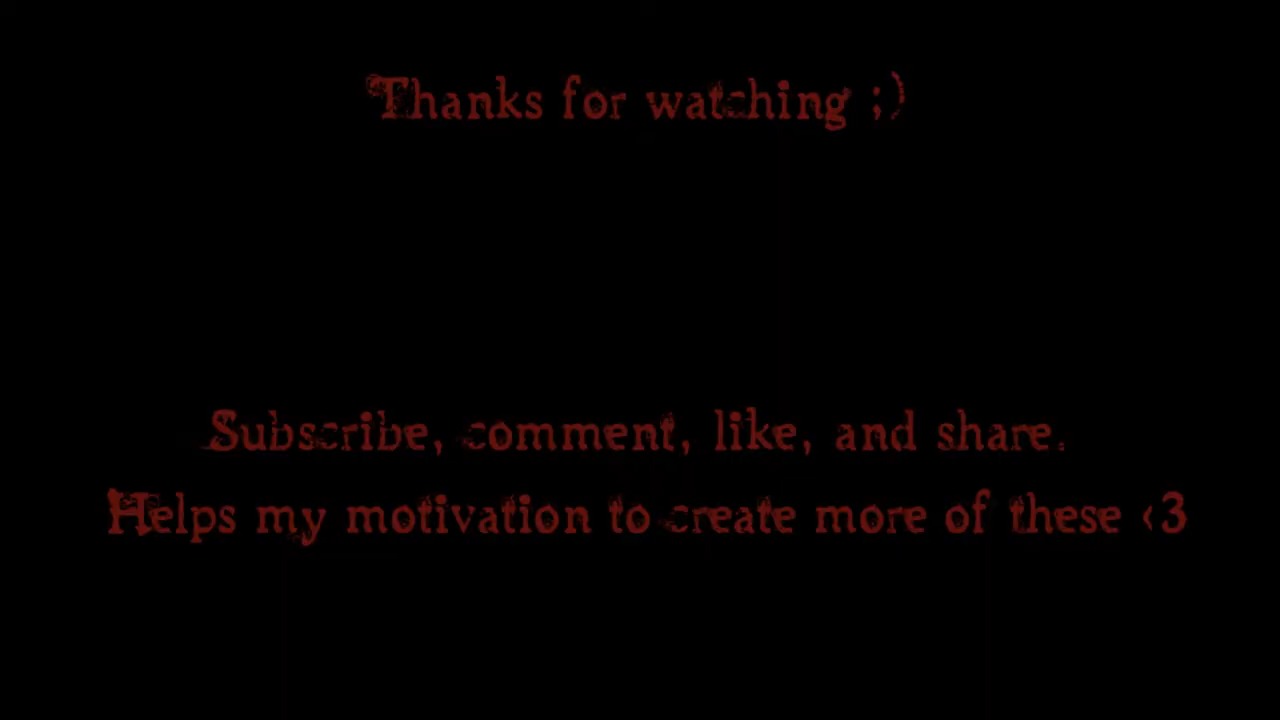 Thanks for watching ;)
Subscribe, comment, like, and share.
Helps my motivation to create more of these <3